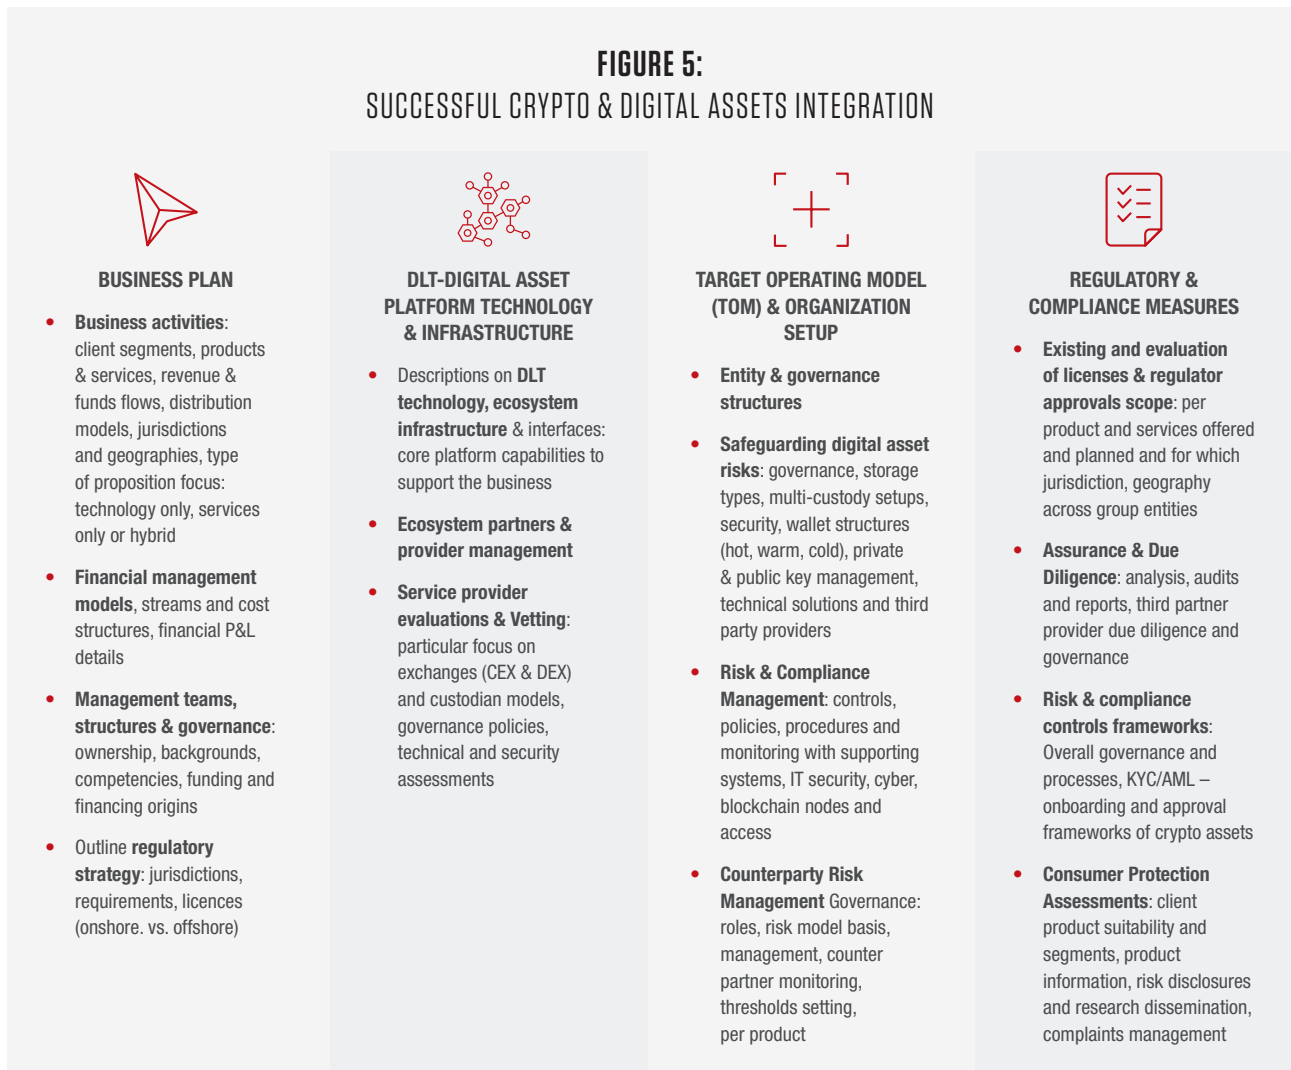 FIGURE 5:
SUCCESSFUL CRYPTO & DIGITAL ASSETS INTEGRATION
BUSINESS PLAN
• Business activities:
client segments, products
& services, revenue &
funds flows, distribution
models, jurisdictions
and geographies, type
of proposition focus:
technology only, services
only or hybrid
• Financial management
models, streams and cost
structures, financial P&L
details
• Management teams,
structures & governance:
ownership, backgrounds,
competencies, funding and
financing origins
• Outline regulatory
strategy: jurisdictions,
requirements, licences
(onshore. vs. offshore)
DLT-DIGITAL ASSET
PLATFORM TECHNOLOGY
& INFRASTRUCTURE
• Descriptions on DLT
technology, ecosystem
infrastructure & interfaces:
core platform capabilities to
support the business
• Ecosystem partners &
provider management
• Service provider
evaluations & Vetting:
particular focus on
exchanges (CEX & DEX)
and custodian models,
governance policies,
technical and security
assessments
TARGET OPERATING MODEL
(TOM) & ORGANIZATION
SETUP
• Entity & governance
structures
• Safeguarding digital asset
risks: governance, storage
types, multi-custody setups,
security, wallet structures
(hot, warm, cold), private
& public key management,
technical solutions and third
party providers
• Risk & Compliance
Management: controls,
policies, procedures and
monitoring with supporting
systems, IT security, cyber,
blockchain nodes and
access
• Counterparty Risk
Management Governance:
roles, risk model basis,
management, counter
partner monitoring,
thresholds setting,
per product
REGULATORY &
COMPLIANCE MEASURES
• Existing and evaluation
of licenses & regulator
approvals scope: per
product and services offered
and planned and for which
jurisdiction, geography
across group entities
• Assurance & Due
Diligence: analysis, audits
and reports, third partner
provider due diligence and
governance
• Risk & compliance
controls frameworks:
Overall governance and
processes, KYC/AML –
onboarding and approval
frameworks of crypto assets
• Consumer Protection
Assessments: client
product suitability and
segments, product
information, risk disclosures
and research dissemination,
complaints management